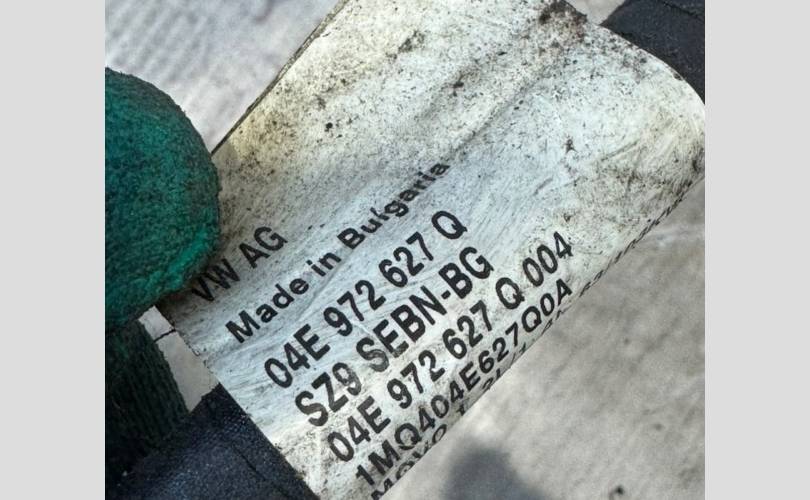 VW AG
Made in Bulgaria
04E 972 627 Q
SZ9 SEBN-BG
04E 972 627 Q 004
1MQ404E627Q0A